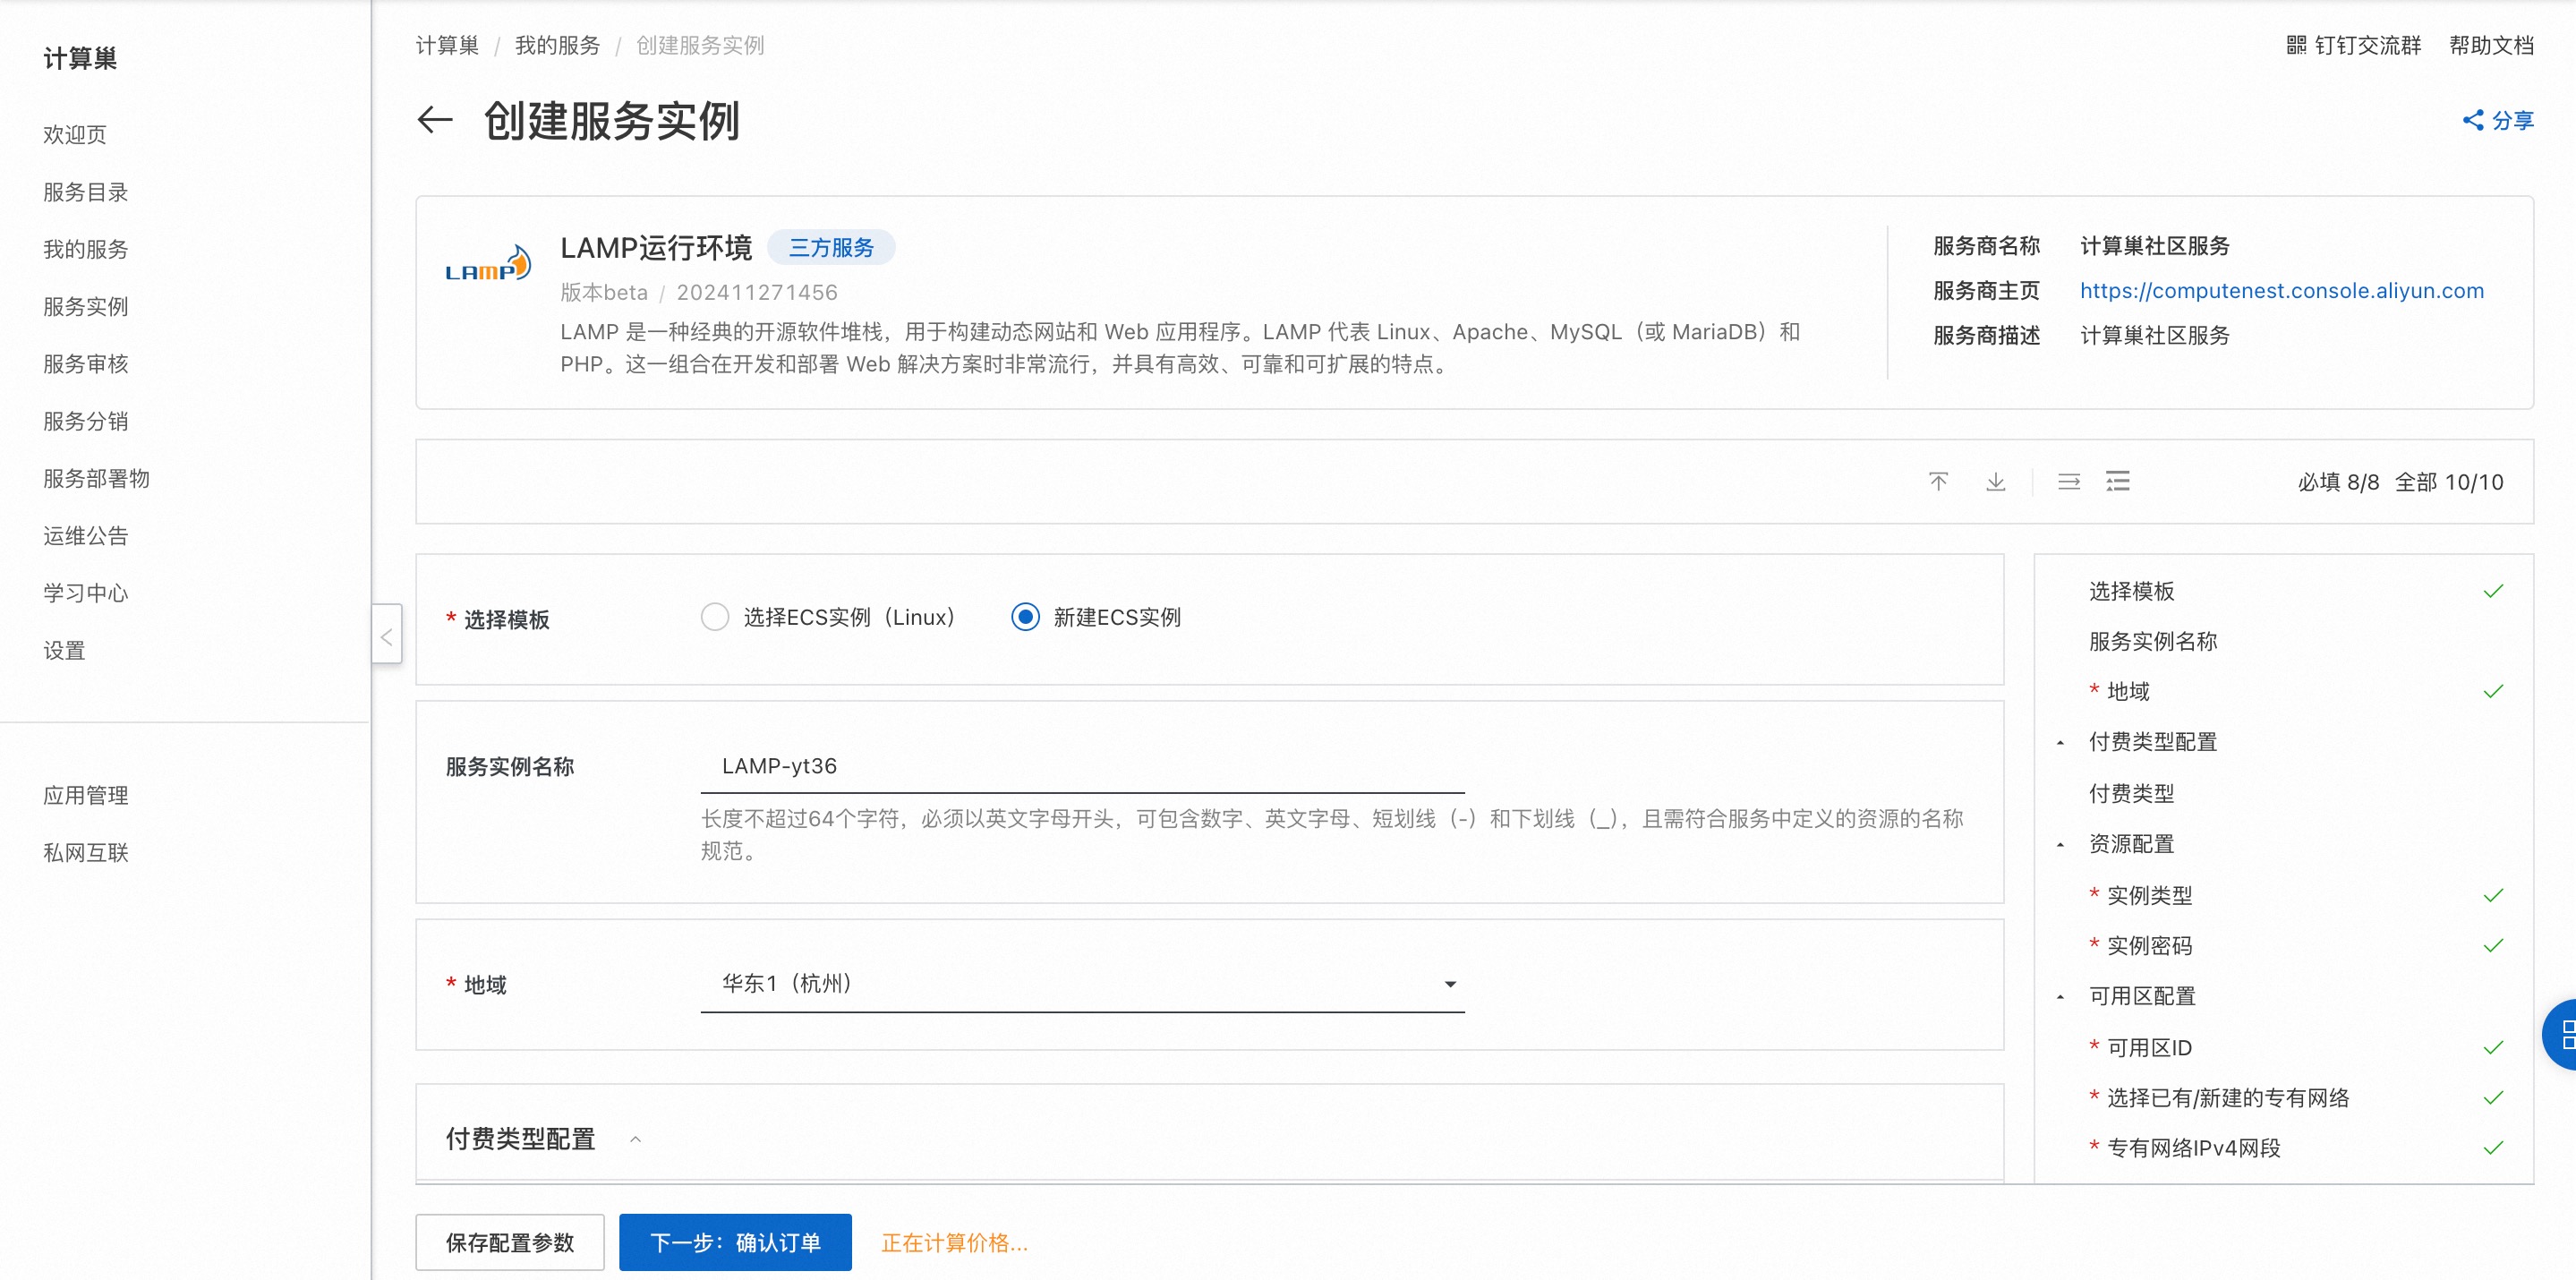 计算巢
欢迎页
服务目录
我的服务
服务实例
服务审核
服务分销
服务部署物
运维公告
学习中心
设置
应用管理
私网互联
计算巢 / 我的服务 / 创建服务实例
钉钉交流群 帮助文档
创建服务实例
分享
LAMP
LAMP运行环境 三方服务
版本beta / 202411271456
LAMP 是一种经典的开源软件堆栈，用于构建动态网站和 Web 应用程序。LAMP 代表 Linux、Apache、MySQL（或 MariaDB）和
PHP。这一组合在开发和部署 Web 解决方案时非常流行，并具有高效、可靠和可扩展的特点。
服务商名称 计算巢社区服务
服务商主页 https://computenest.console.aliyun.com
服务商描述 计算巢社区服务
必填 8/8 全部 10/10
* 选择模板 选择ECS实例（Linux） 新建ECS实例
服务实例名称 LAMP-yt36
长度不超过64个字符，必须以英文字母开头，可包含数字、英文字母、短划线（-）和下划线（_），且需符合服务中定义的资源的名称
规范。
* 地域 华东1（杭州）
付费类型配置
选择模板
服务实例名称
* 地域
付费类型配置
付费类型
资源配置
* 实例类型
* 实例密码
可用区配置
* 可用区ID
* 选择已有/新建的专有网络
* 专有网络IPv4网段
保存配置参数 下一步：确认订单 正在计算价格...